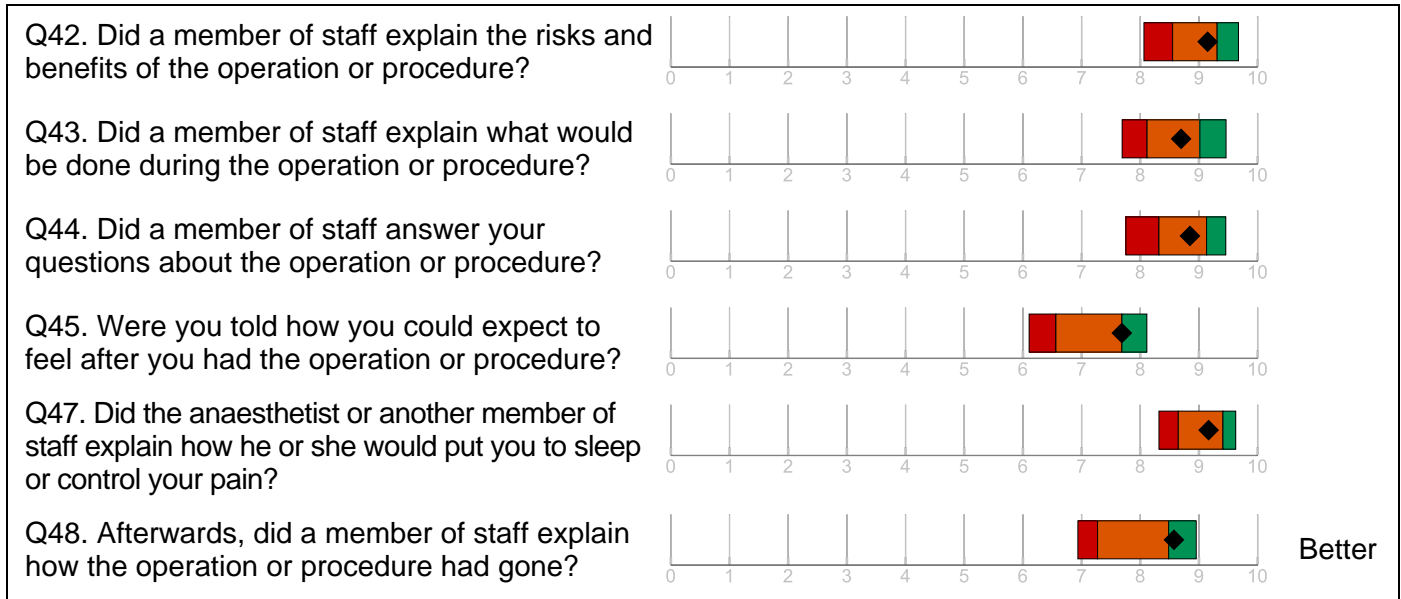 Q42. Did a member of staff explain the risks and
benefits of the operation or procedure?
0 1 2 3 4 5 6 7 8 9 10
Q43. Did a member of staff explain what would
be done during the operation or procedure?
0 1 2 3 4 5 6 7 8 9 10
Q44. Did a member of staff answer your
questions about the operation or procedure?
0 1 2 3 4 5 6 7 8 9 10
Q45. Were you told how you could expect to
feel after you had the operation or procedure?
0 1 2 3 4 5 6 7 8 9 10
Q47. Did the anaesthetist or another member of
staff explain how he or she would put you to sleep
or control your pain?
0 1 2 3 4 5 6 7 8 9 10
Q48. Afterwards, did a member of staff explain
how the operation or procedure had gone?
Better
0 1 2 3 4 5 6 7 8 9 10